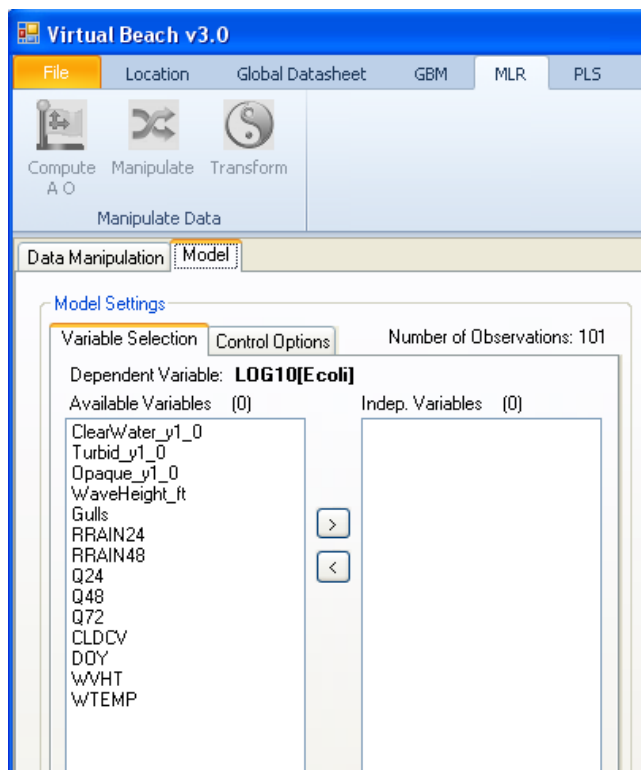 Virtual Beach v3.0
File Location Global Datasheet GBM MLR PLS
Compute Manipulate Transform
A O
Manipulate Data
Data Manipulation Model
Model Settings
Variable Selection Control Options Number of Observations: 101
Dependent Variable: LOG10[Ecoli]
Available Variables (0) Indep. Variables (0)
ClearWater_y1_0
Turbid_y1_0
Opaque_y1_0
WaveHeight_ft
Gulls
RRAIN24
RRAIN48
>
Q24
<
Q48
Q72
CLDCV
DOY
WVHT
WTEMP